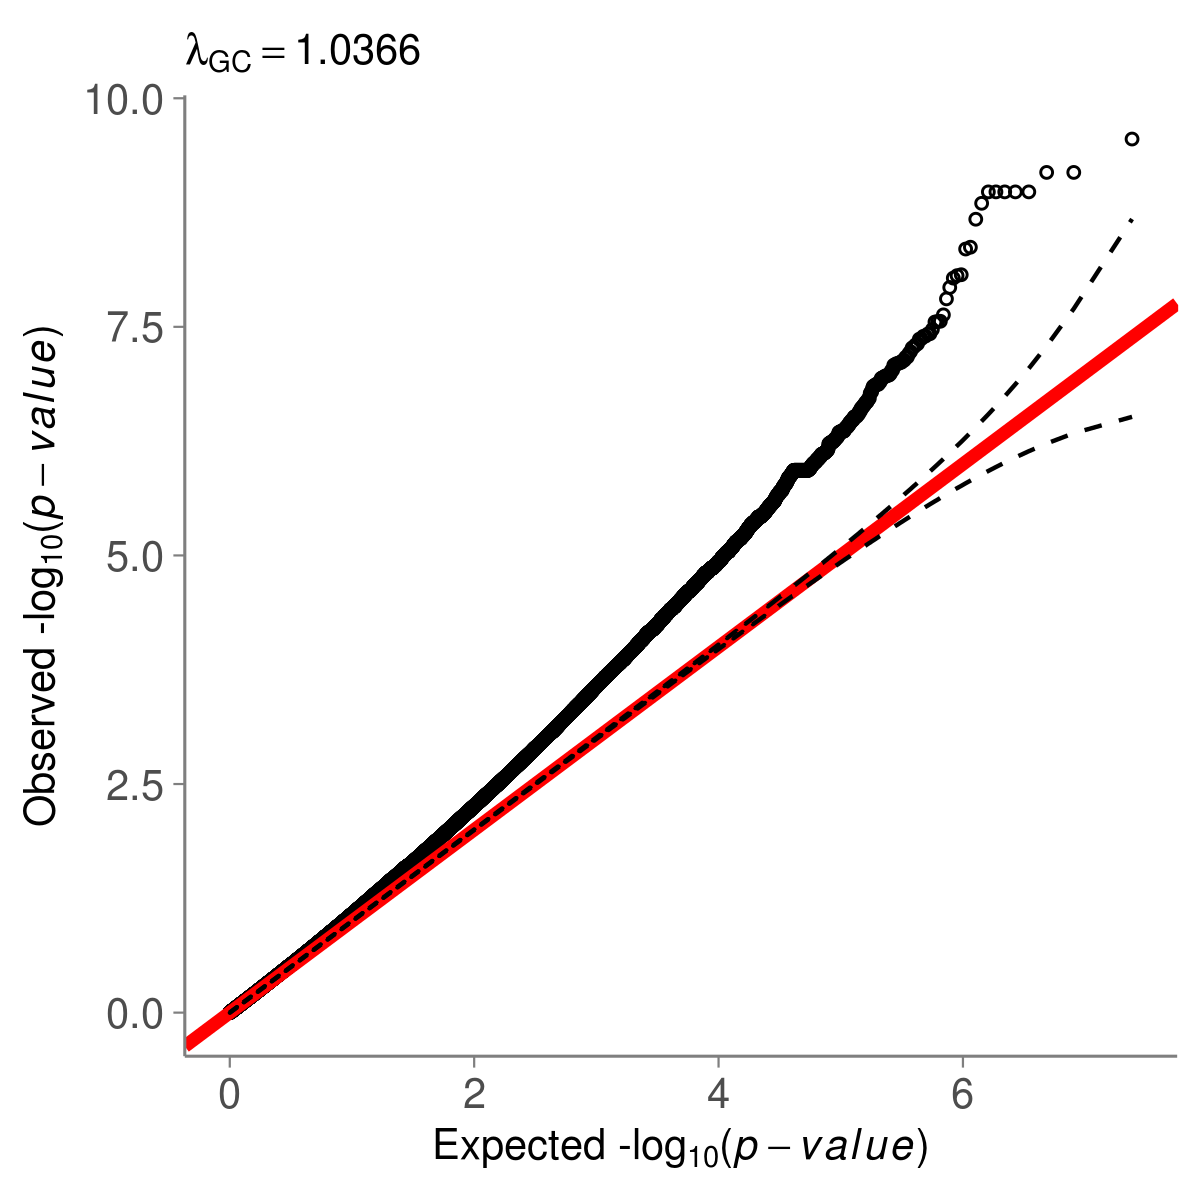 λGC = 1.0366
10.0
7.5
5.0
2.5
0.0
Observed -log10(p − value)
0 2 4 6
Expected -log10(p − value)